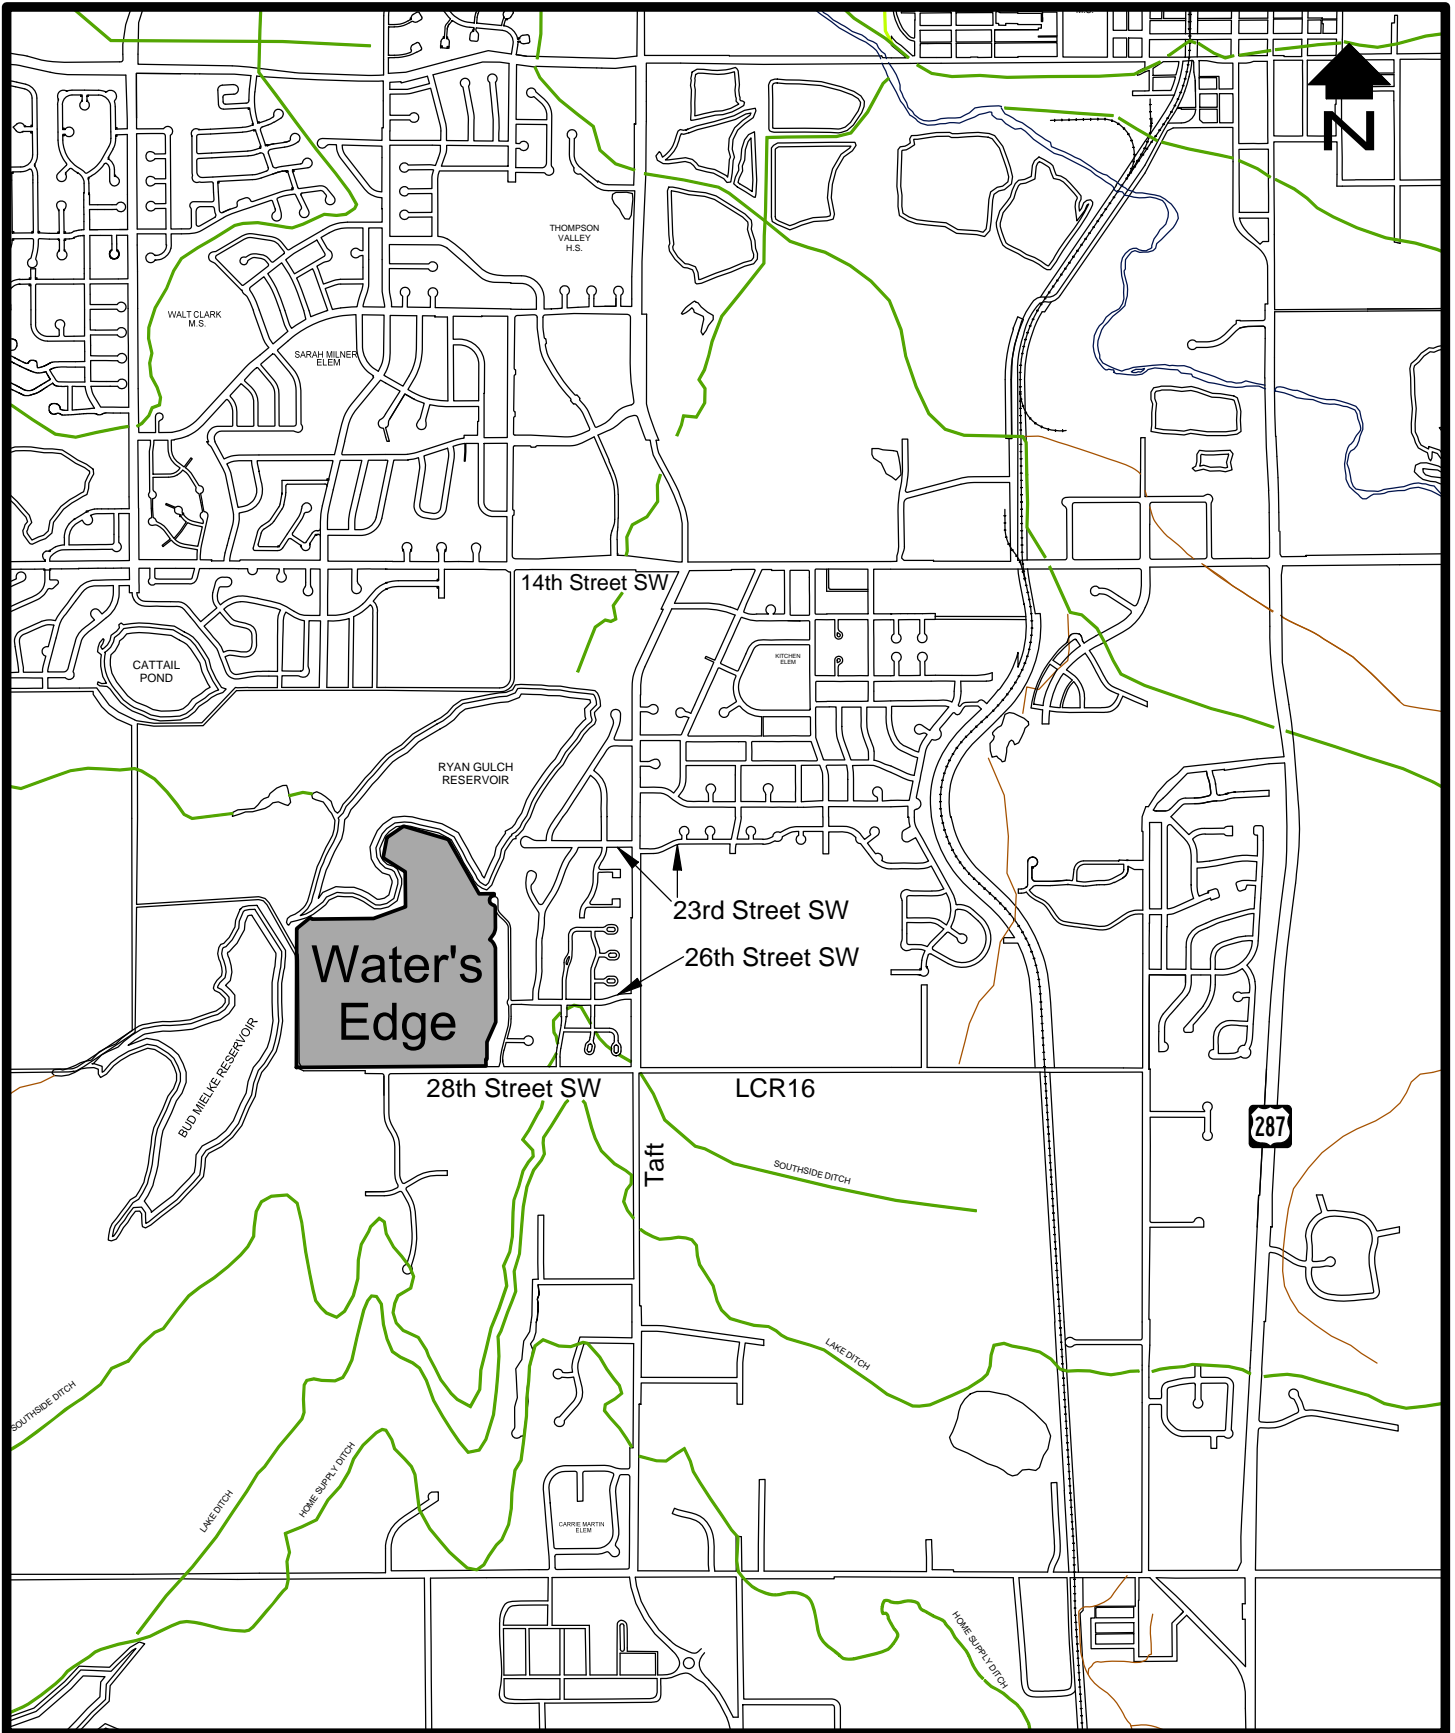 N
THOMPSON
VALLEY
H.S.
WALT CLARK
M.S.
SARAH MILNER
ELEM
14th Street SW
CATTAIL
POND
KITCHEN
ELEM
RYAN GULCH
RESERVOIR
23rd Street SW
26th Street SW
Water's
Edge
BUD MIELKE RESERVOIR
28th Street SW
LCR16
287
Taft
SOUTHSIDE DITCH
LAKE DITCH
SOUTHSIDE DITCH
HOME SUPPLY DITCH
LAKE DITCH
CARRIE MARTIN
ELEM
HOME SUPPLY DITCH